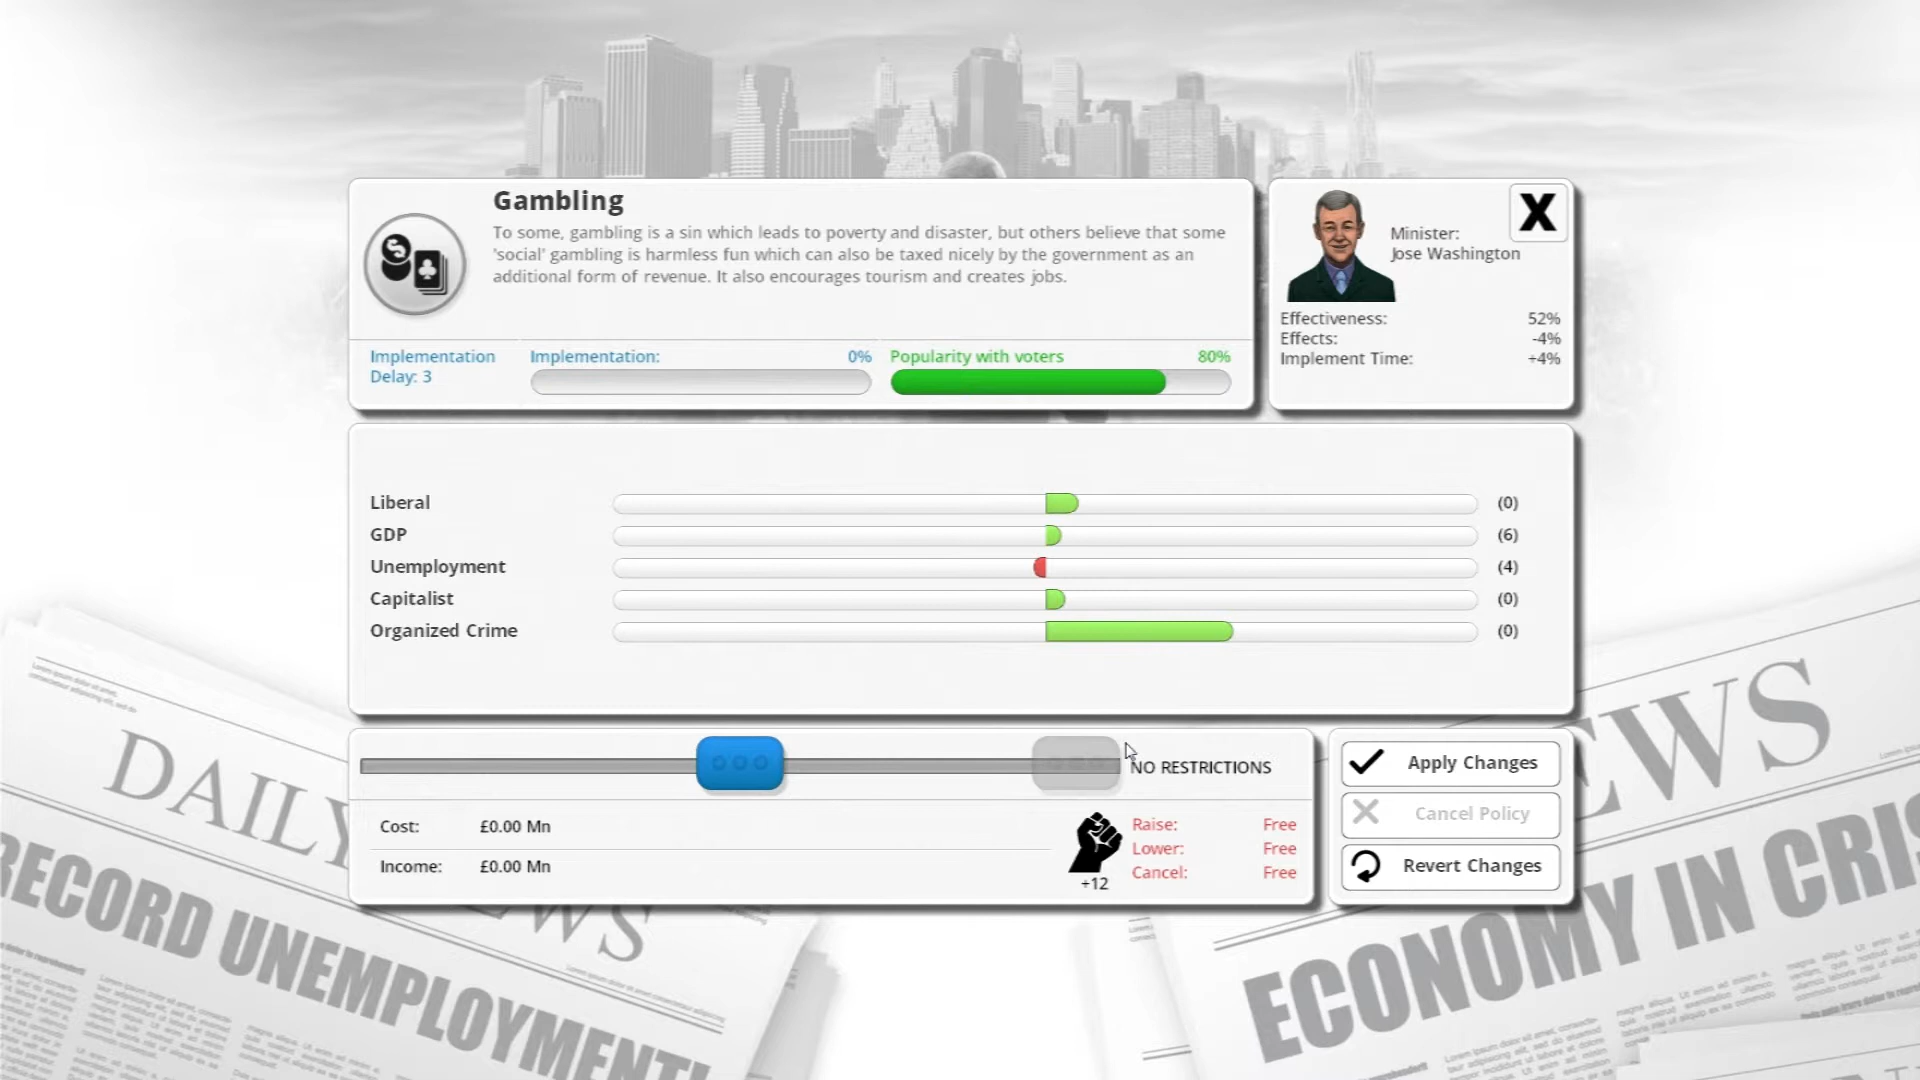 Gambling
To some, gambling is a sin which leads to poverty and disaster, but others believe that some
'social' gambling is harmless fun which can also be taxed nicely by the government as an
additional form of revenue. It also encourages tourism and creates jobs.
Implementation
Delay: 3
Implementation: 0%
Popularity with voters 80%
X
Minister:
Jose Washington
Effectiveness: 52%
Effects: -4%
Implement Time: +4%
Liberal (0)
GDP (6)
Unemployment (4)
Capitalist (0)
Organized Crime (0)
NO RESTRICTIONS
Cost: £0.00 Mn
Income: £0.00 Mn
+12
Raise: Free
Lower: Free
Cancel: Free
Apply Changes
Cancel Policy
Revert Changes
DAILY
EWS
RECORD UNEMPLOYMENT!
ECONOMY IN CRIS